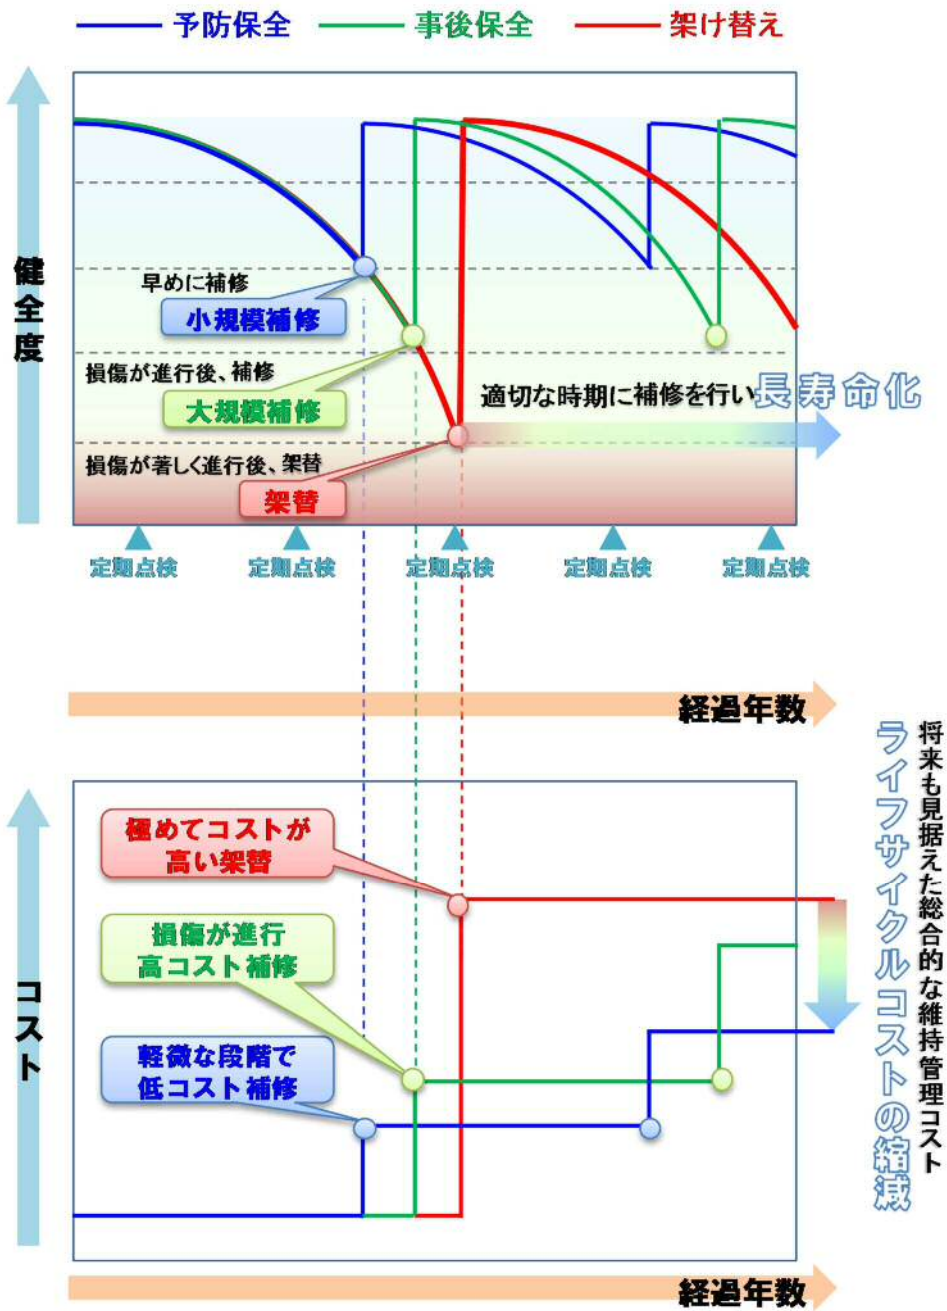 予防保全 事後保全 架け替え
健全度
早めに補修
小規模補修
損傷が進行後、補修
大規模補修
適切な時期に補修を行い長寿命化
損傷が著しく進行後、架替
架替
定期点検 定期点検 定期点検 定期点検 定期点検
経過年数
コスト
極めてコストが
高い架替
損傷が進行
高コスト補修
軽微な段階で
低コスト補修
将来も見据えた総合的な維持管理コスト
ライフサイクルコストの縮減
経過年数